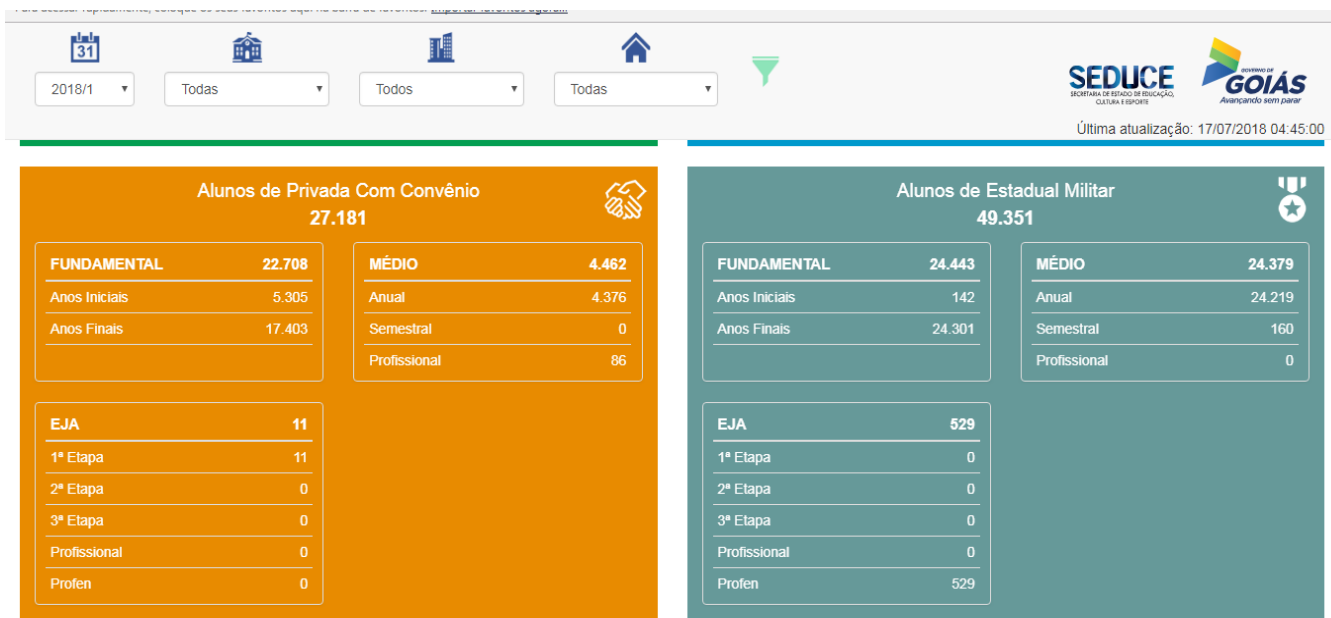 31
2018/1 Todas Todos Todas
SEDUCE
SECRETARIA DE ESTADO DE EDUCAÇÃO,
CULTURA E ESPORTE
GOVERNO DE
GOIÁS
Avançando sem parar
Última atualização: 17/07/2018 04:45:00
Alunos de Privada Com Convênio
27.181
FUNDAMENTAL 22.708
Anos Iniciais 5.305
Anos Finais 17.403
MÉDIO 4.462
Anual 4.376
Semestral 0
Profissional 86
EJA 11
1ª Etapa 11
2ª Etapa 0
3ª Etapa 0
Profissional 0
Profen 0
Alunos de Estadual Militar
49.351
FUNDAMENTAL 24.443
Anos Iniciais 142
Anos Finais 24.301
MÉDIO 24.379
Anual 24.219
Semestral 160
Profissional 0
EJA 529
1ª Etapa 0
2ª Etapa 0
3ª Etapa 0
Profissional 0
Profen 529